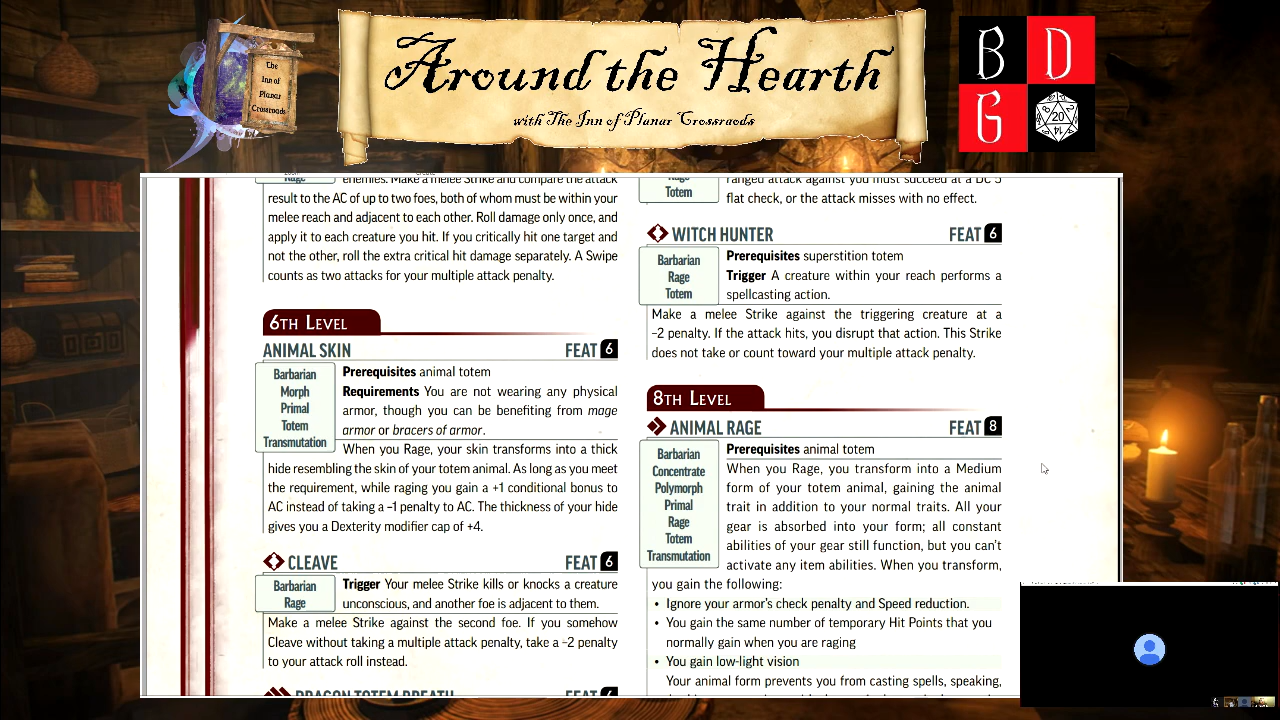 The
Inn of
Planar
Crossroads
Around the Hearth
with The Inn of Planar Crossroads
B D
G 20
Rage
enemies. Make a melee Strike and compare the attack
result to the AC of up to two foes, both of whom must be within your
melee reach and adjacent to each other. Roll damage only once, and
apply it to each creature you hit. If you critically hit one target and
not the other, roll the extra critical hit damage separately. A Swipe
counts as two attacks for your multiple attack penalty.
6TH LEVEL
ANIMAL SKIN FEAT 6
Barbarian
Morph
Primal
Totem
Transmutation
Prerequisites animal totem
Requirements You are not wearing any physical
armor, though you can be benefiting from mage
armor or bracers of armor.
When you Rage, your skin transforms into a thick
hide resembling the skin of your totem animal. As long as you meet
the requirement, while raging you gain a +1 conditional bonus to
AC instead of taking a –1 penalty to AC. The thickness of your hide
gives you a Dexterity modifier cap of +4.
CLEAVE FEAT 6
Barbarian
Rage
Trigger Your melee Strike kills or knocks a creature
unconscious, and another foe is adjacent to them.
Make a melee Strike against the second foe. If you somehow
Cleave without taking a multiple attack penalty, take a –2 penalty
to your attack roll instead.
DRAGON TOTEM BREATH FEAT 6
Rage
Totem
ranged attack against you must succeed at a DC 5
flat check, or the attack misses with no effect.
WITCH HUNTER FEAT 6
Barbarian
Rage
Totem
Prerequisites superstition totem
Trigger A creature within your reach performs a
spellcasting action.
Make a melee Strike against the triggering creature at a
–2 penalty. If the attack hits, you disrupt that action. This Strike
does not take or count toward your multiple attack penalty.
8TH LEVEL
ANIMAL RAGE FEAT 8
Barbarian
Concentrate
Polymorph
Primal
Rage
Totem
Transmutation
Prerequisites animal totem
When you Rage, you transform into a Medium
form of your totem animal, gaining the animal
trait in addition to your normal traits. All your
gear is absorbed into your form; all constant
abilities of your gear still function, but you can't
activate any item abilities. When you transform,
you gain the following:
• Ignore your armor's check penalty and Speed reduction.
• You gain the same number of temporary Hit Points that you
normally gain when you are raging
• You gain low-light vision
Your animal form prevents you from casting spells, speaking,